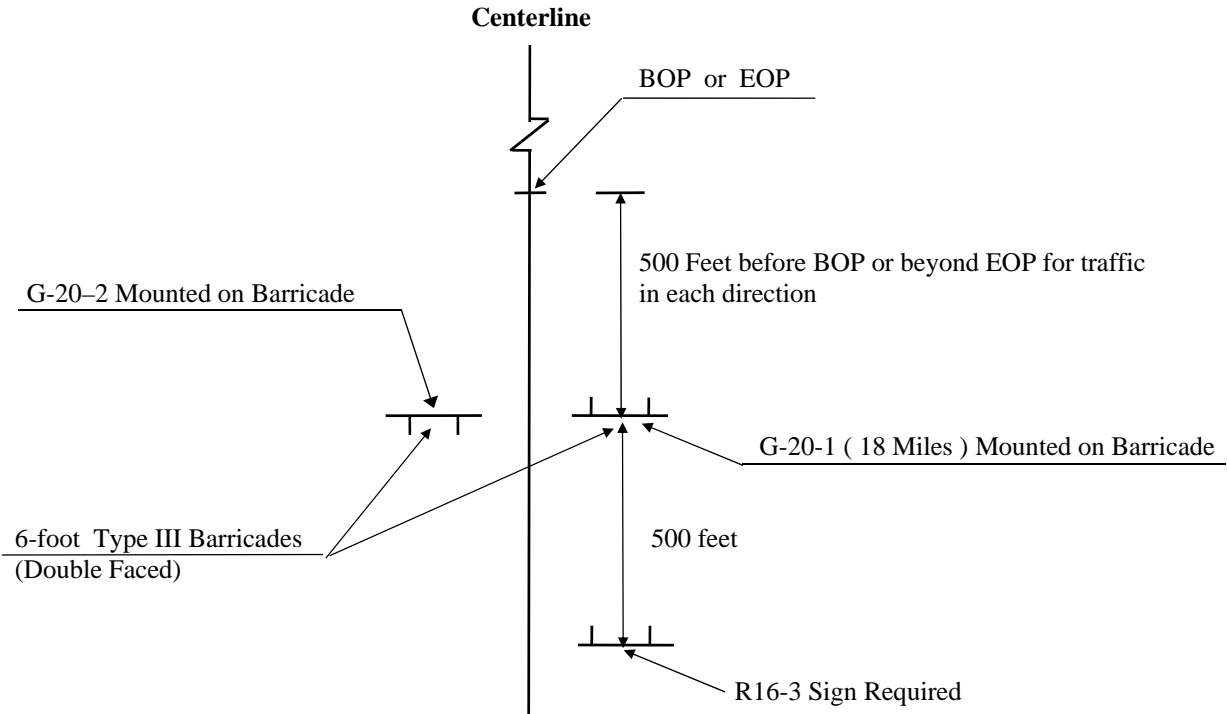 Centerline
BOP or EOP
500 Feet before BOP or beyond EOP for traffic
in each direction
G-20–2 Mounted on Barricade
G-20-1 ( 18 Miles ) Mounted on Barricade
6-foot Type III Barricades
(Double Faced)
500 feet
R16-3 Sign Required